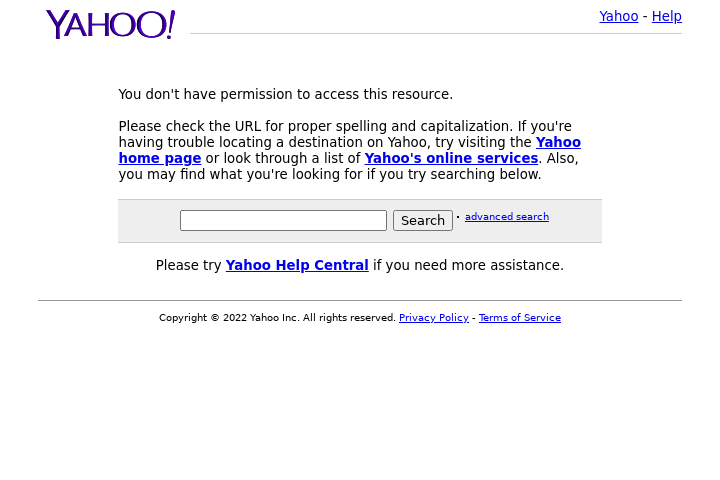 YAHOO!
Yahoo - Help
You don't have permission to access this resource.
Please check the URL for proper spelling and capitalization. If you're
having trouble locating a destination on Yahoo, try visiting the Yahoo
home page or look through a list of Yahoo's online services. Also,
you may find what you're looking for if you try searching below.
Search · advanced search
Please try Yahoo Help Central if you need more assistance.
Copyright © 2022 Yahoo Inc. All rights reserved. Privacy Policy - Terms of Service